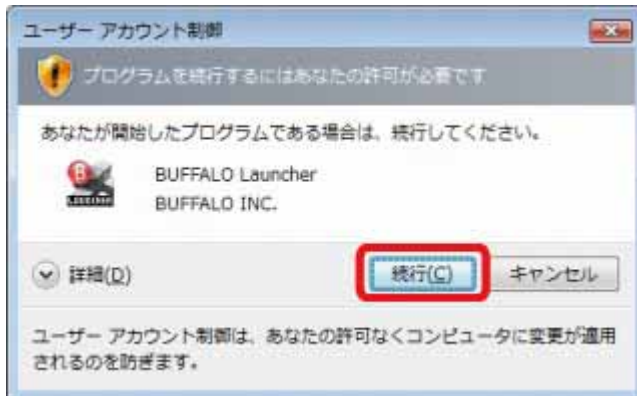 ユーザー アカウント制御
プログラムを続行するにはあなたの許可が必要です
あなたが開始したプログラムである場合は、続行してください。
BUFFALO Launcher
BUFFALO INC.
詳細(D)
続行(C)
キャンセル
ユーザー アカウント制御は、あなたの許可なくコンピュータに変更が適用
されるのを防ぎます。